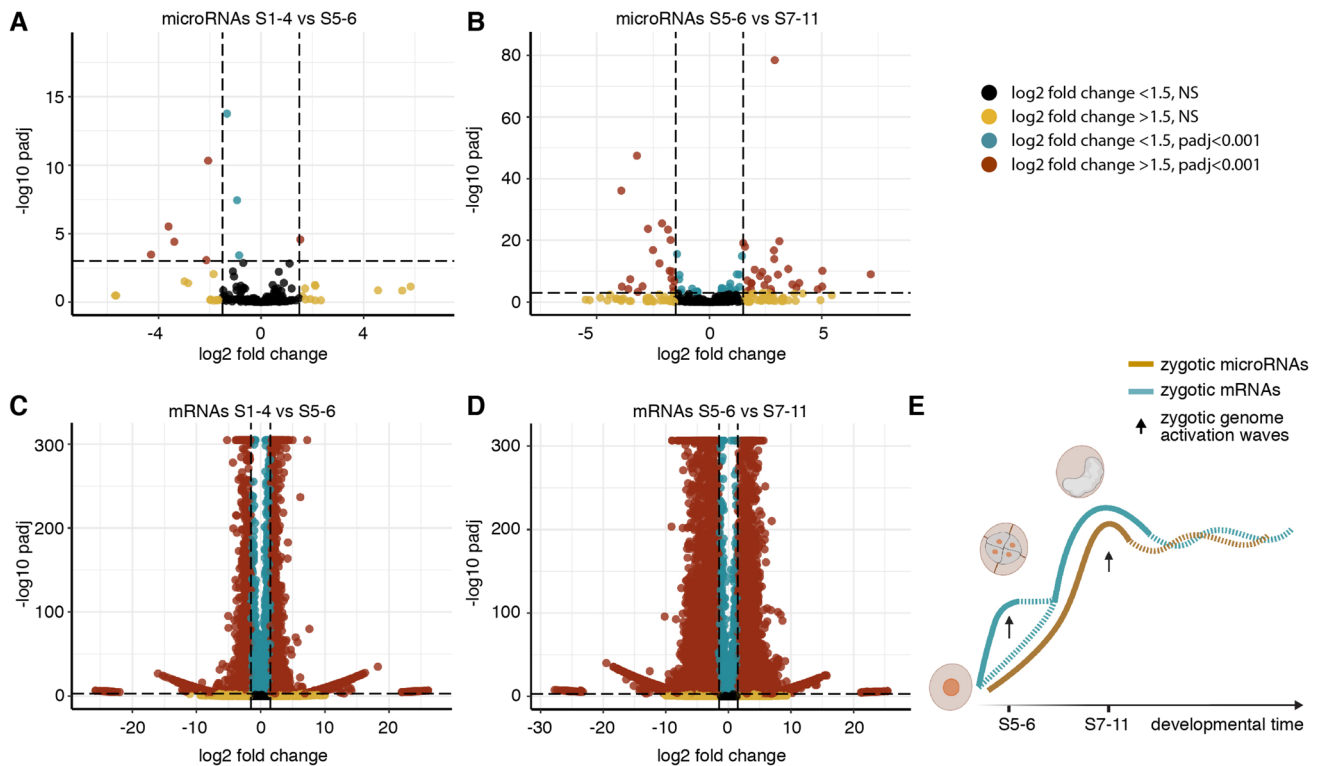 A
microRNAs S1-4 vs S5-6
-log10 padj
15
10
5
0
-4
0
4
log2 fold change
B
microRNAs S5-6 vs S7-11
-log10 padj
80
60
40
20
0
-5
0
5
log2 fold change
log2 fold change <1.5, NS
log2 fold change >1.5, NS
log2 fold change <1.5, padj<0.001
log2 fold change >1.5, padj<0.001
C
mRNAs S1-4 vs S5-6
-log10 padj
300
200
100
0
-20
-10
0
10
20
log2 fold change
D
mRNAs S5-6 vs S7-11
-log10 padj
300
200
100
0
-30
-20
-10
0
10
20
log2 fold change
E
zygotic microRNAs
zygotic mRNAs
zygotic genome
activation waves
S5-6
S7-11
developmental time